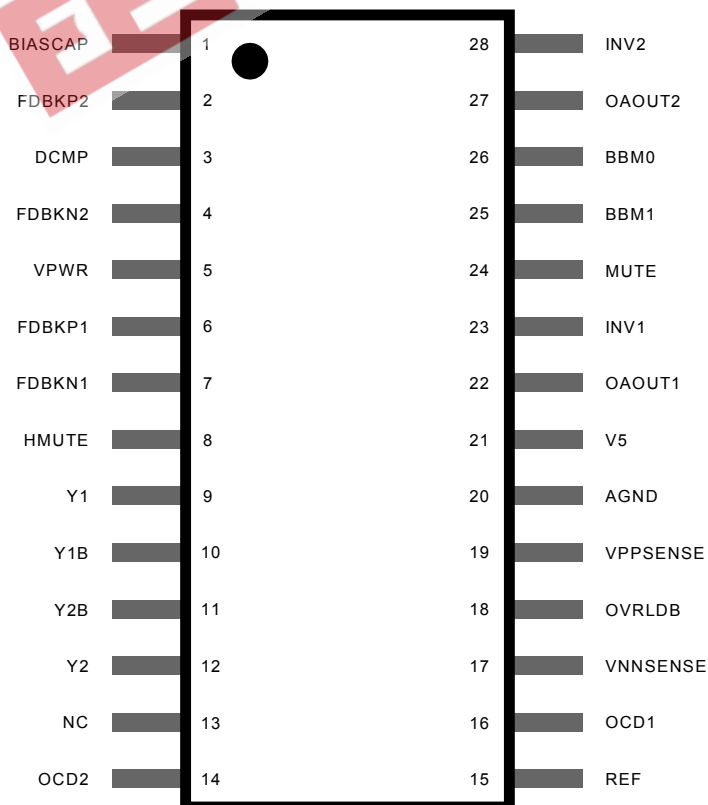 BIASCAP 1 28 INV2
FDBKP2 2 27 OAOUT2
DCMP 3 26 BBM0
FDBKN2 4 25 BBM1
VPWR 5 24 MUTE
FDBKP1 6 23 INV1
FDBKN1 7 22 OAOUT1
HMUTE 8 21 V5
Y1 9 20 AGND
Y1B 10 19 VPPSENSE
Y2B 11 18 OVRLDB
Y2 12 17 VNNSENSE
NC 13 16 OCD1
OCD2 14 15 REF